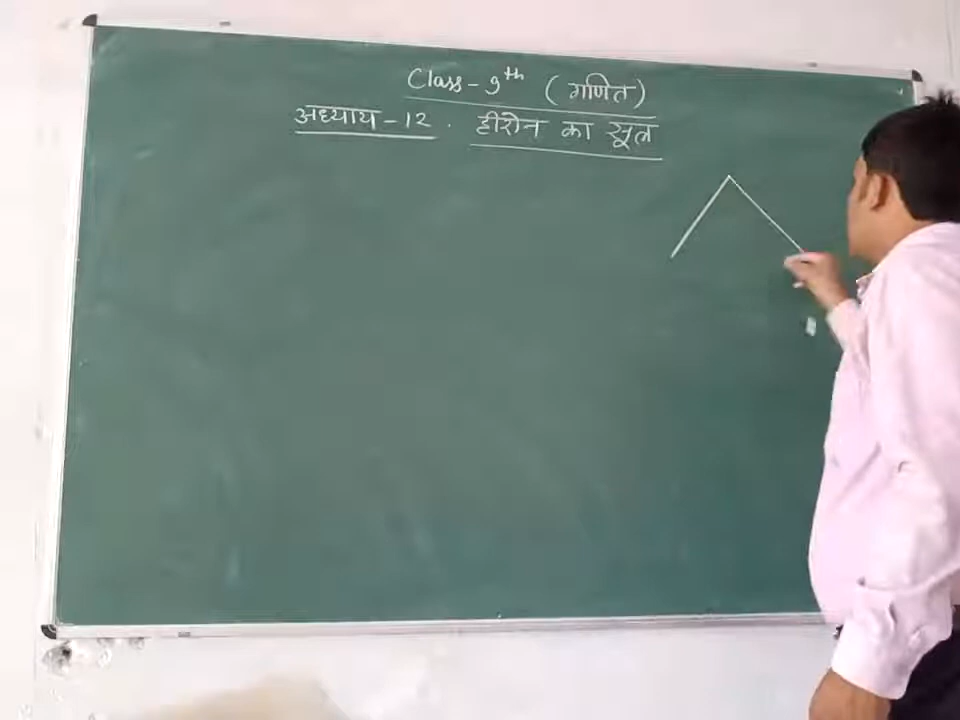 Class - 9th (गणित)
अध्याय - 12. हीरोन का सूत्र